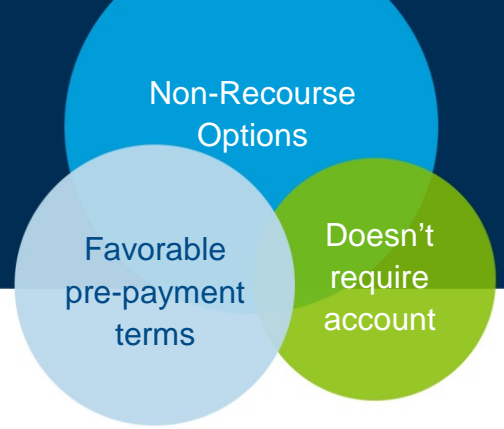 Non-Recourse
Options
Favorable
pre-payment
terms
Doesn’t
require
account